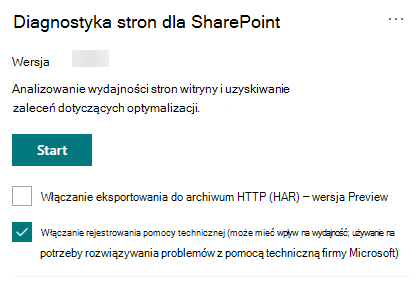 Diagnostyka stron dla SharePoint
Wersja
Analizowanie wydajności stron witryny i uzyskiwanie
zaleceń dotyczących optymalizacji.
Start
Włączanie eksportowania do archiwum HTTP (HAR) – wersja Preview
Włączanie rejestrowania pomocy technicznej (może mieć wpływ na wydajność, używane na
potrzeby rozwiązywania problemów z pomocą techniczną firmy Microsoft)